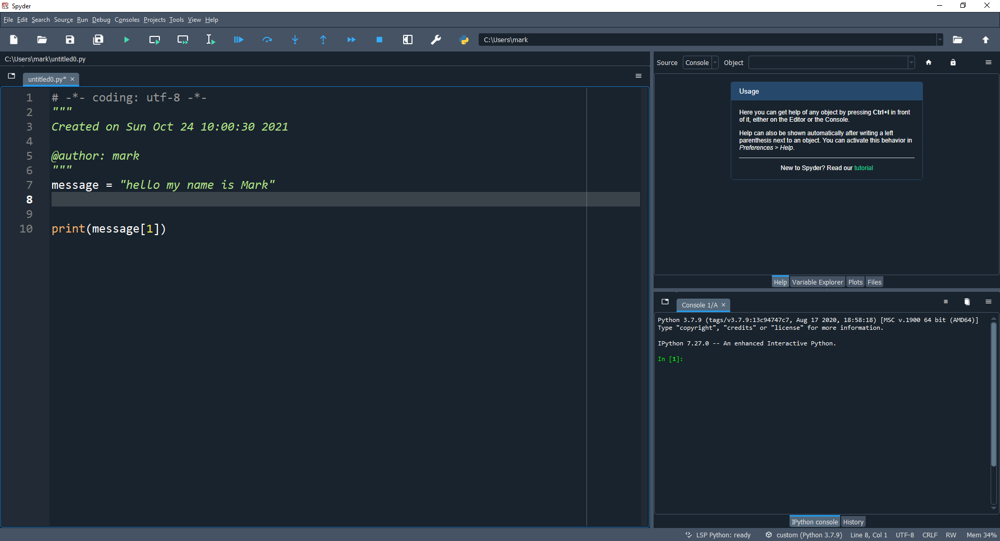 Spyder
File Edit Search Source Run Debug Consoles Projects Tools View Help
C:\Users\mark
C:\Users\mark\untitled0.py
untitled0.py*
1 # -*- coding: utf-8 -*-
2 """
3 Created on Sun Oct 24 10:00:30 2021
4
5 @author: mark
6 """
7 message = "hello my name is Mark"
8
9
10 print(message[1])
Source Console Object
Usage
Here you can get help of any object by pressing Ctrl+I in front
of it, either on the Editor or the Console.
Help can also be shown automatically after writing a left
parenthesis next to an object. You can activate this behavior in
Preferences > Help.
New to Spyder? Read our tutorial
Help Variable Explorer Plots Files
Console 1/A
Python 3.7.9 (tags/v3.7.9:13c94747c7, Aug 17 2020, 18:58:18) [MSC v.1900 64 bit (AMD64)]
Type "copyright", "credits" or "license" for more information.
IPython 7.27.0 -- An enhanced Interactive Python.
In [1]:
IPython console History
LSP Python: ready custom (Python 3.7.9) Line 8, Col 1 UTF-8 CRLF RW Mem 34%